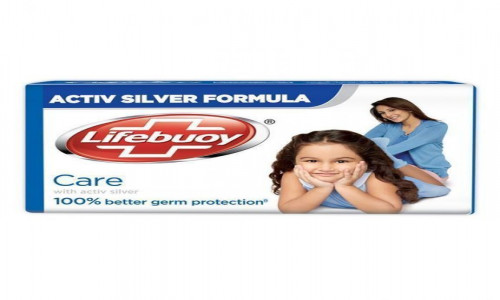 ACTIV SILVER FORMULA
Lifebuoy®
Care
with activ silver
100% better germ protection*